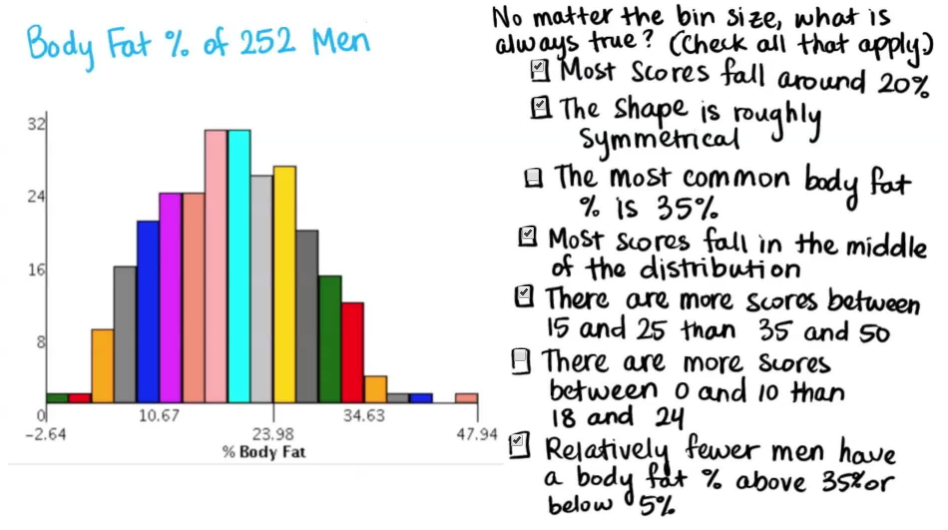 Body Fat % of 252 Men
32
24
16
8
0
-2.64
10.67
23.98
34.63
47.94
% Body Fat
No matter the bin size, what is
always true? (Check all that apply.)
Most Scores fall around 20%
The Shape is roughly
Symmetrical
The most common body fat
% is 35%
Most scores fall in the middle
of the distribution
There are more scores between
15 and 25 than 35 and 50
There are more scores
between 0 and 10 than
18 and 24
Relatively fewer men have
a body fat % above 35% or
below 5%